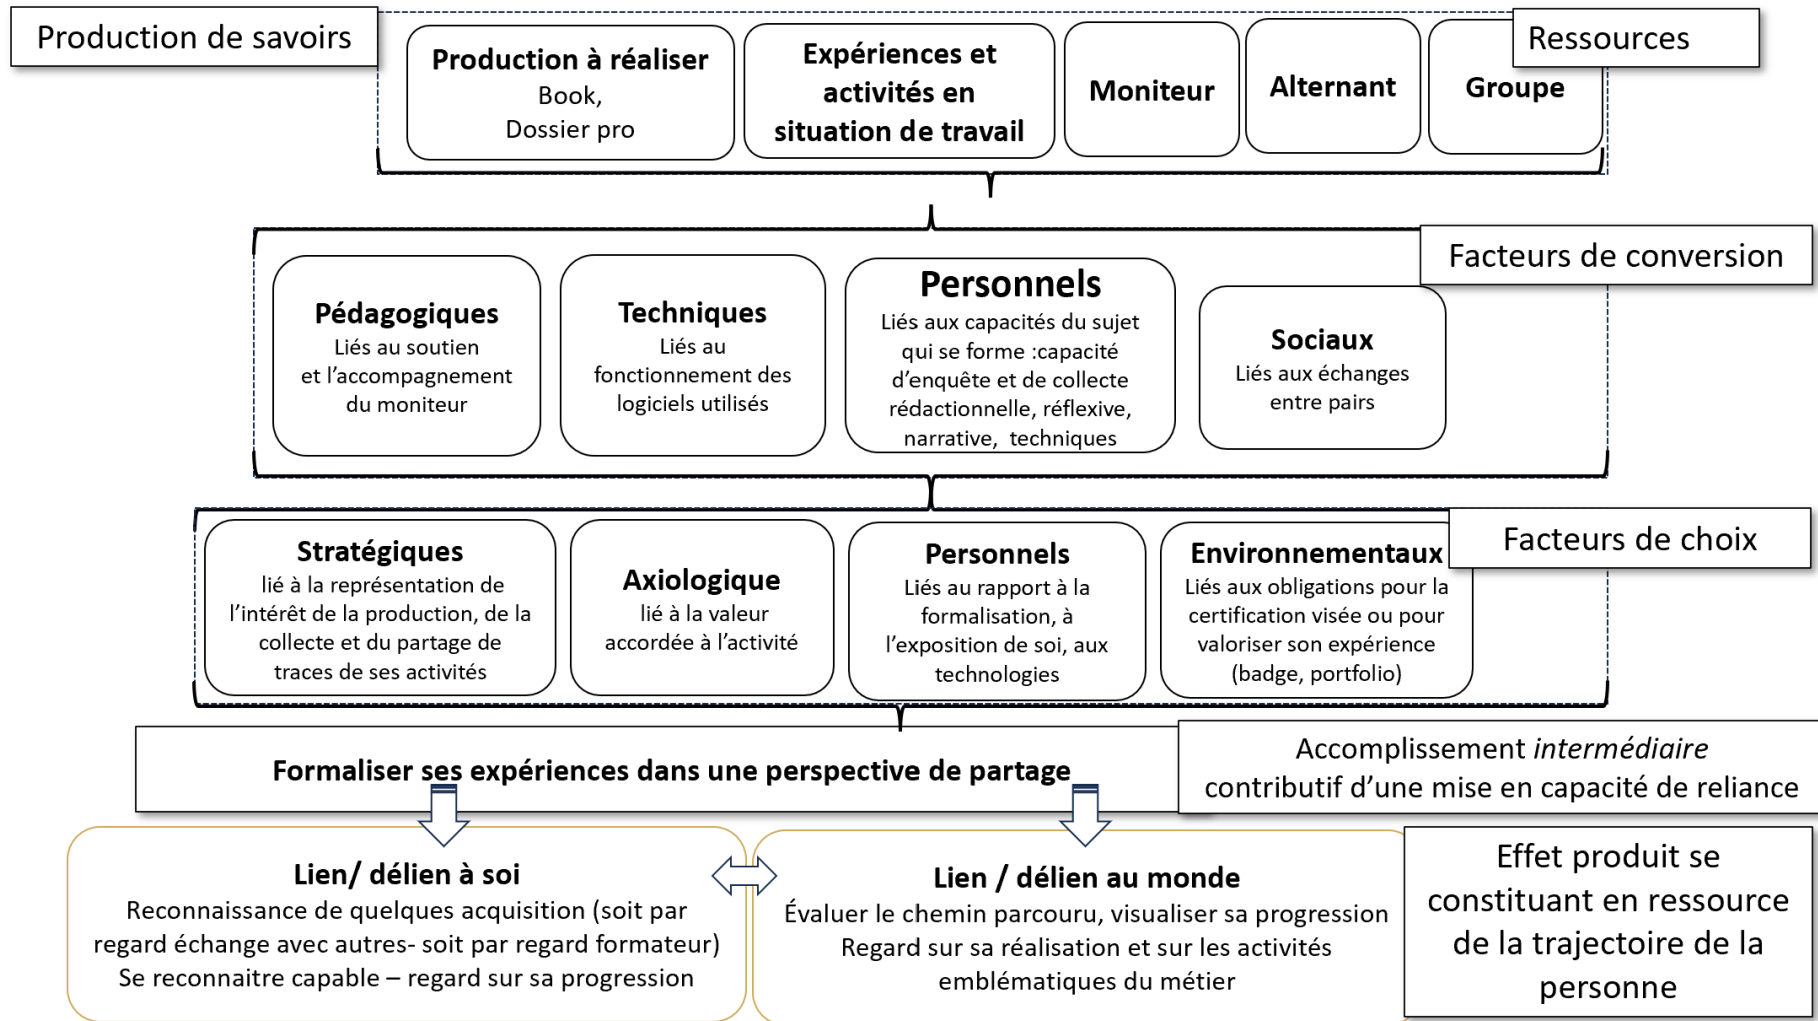 Production de savoirs
Ressources
Production à réaliser
Book,
Dossier pro
Expériences et
activités en
situation de travail
Moniteur
Alternant
Groupe
Facteurs de conversion
Pédagogiques
Liés au soutien
et l’accompagnement
du moniteur
Techniques
Liés au
fonctionnement des
logiciels utilisés
Personnels
Liés aux capacités du sujet
qui se forme :capacité
d’enquête et de collecte
rédactionnelle, réflexive,
narrative, techniques
Sociaux
Liés aux échanges
entre pairs
Facteurs de choix
Stratégiques
lié à la représentation de
l’intérêt de la production, de la
collecte et du partage de
traces de ses activités
Axiologique
lié à la valeur
accordée à l’activité
Personnels
Liés au rapport à la
formalisation, à
l’exposition de soi, aux
technologies
Environnementaux
Liés aux obligations pour la
certification visée ou pour
valoriser son expérience
(badge, portfolio)
Formaliser ses expériences dans une perspective de partage
Accomplissement intermédiaire
contributif d’une mise en capacité de reliance
Lien/ délien à soi
Reconnaissance de quelques acquisition (soit par
regard échange avec autres- soit par regard formateur)
Se reconnaitre capable – regard sur sa progression
Lien / délien au monde
Évaluer le chemin parcouru, visualiser sa progression
Regard sur sa réalisation et sur les activités
emblématiques du métier
Effet produit se
constituant en ressource
de la trajectoire de la
personne